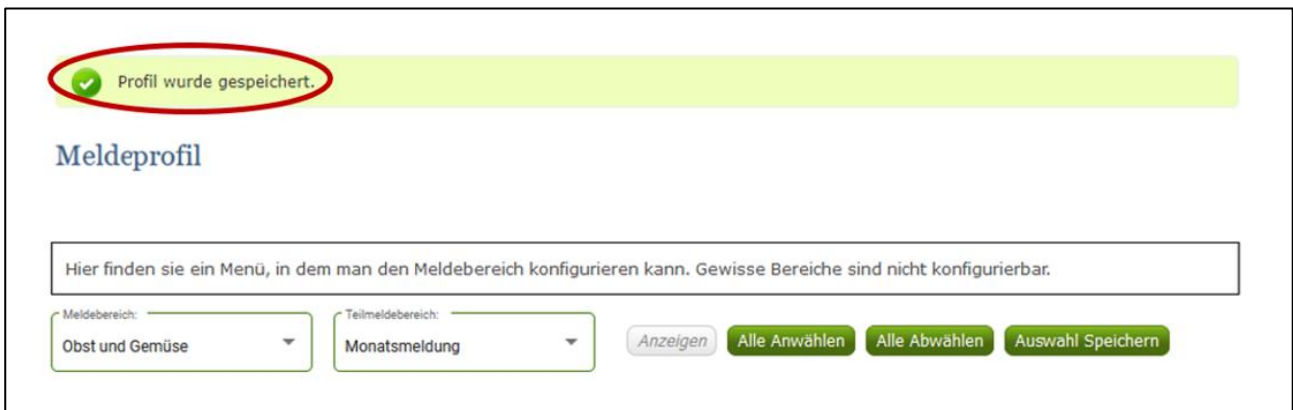 Profil wurde gespeichert.
Meldeprofil
Hier finden sie ein Menü, in dem man den Meldebereich konfigurieren kann. Gewisse Bereiche sind nicht konfigurierbar.
Meldebereich: Teilmeldebereich:
Obst und Gemüse Monatsmeldung Anzeigen Alle Anwählen Alle Abwählen Auswahl Speichern